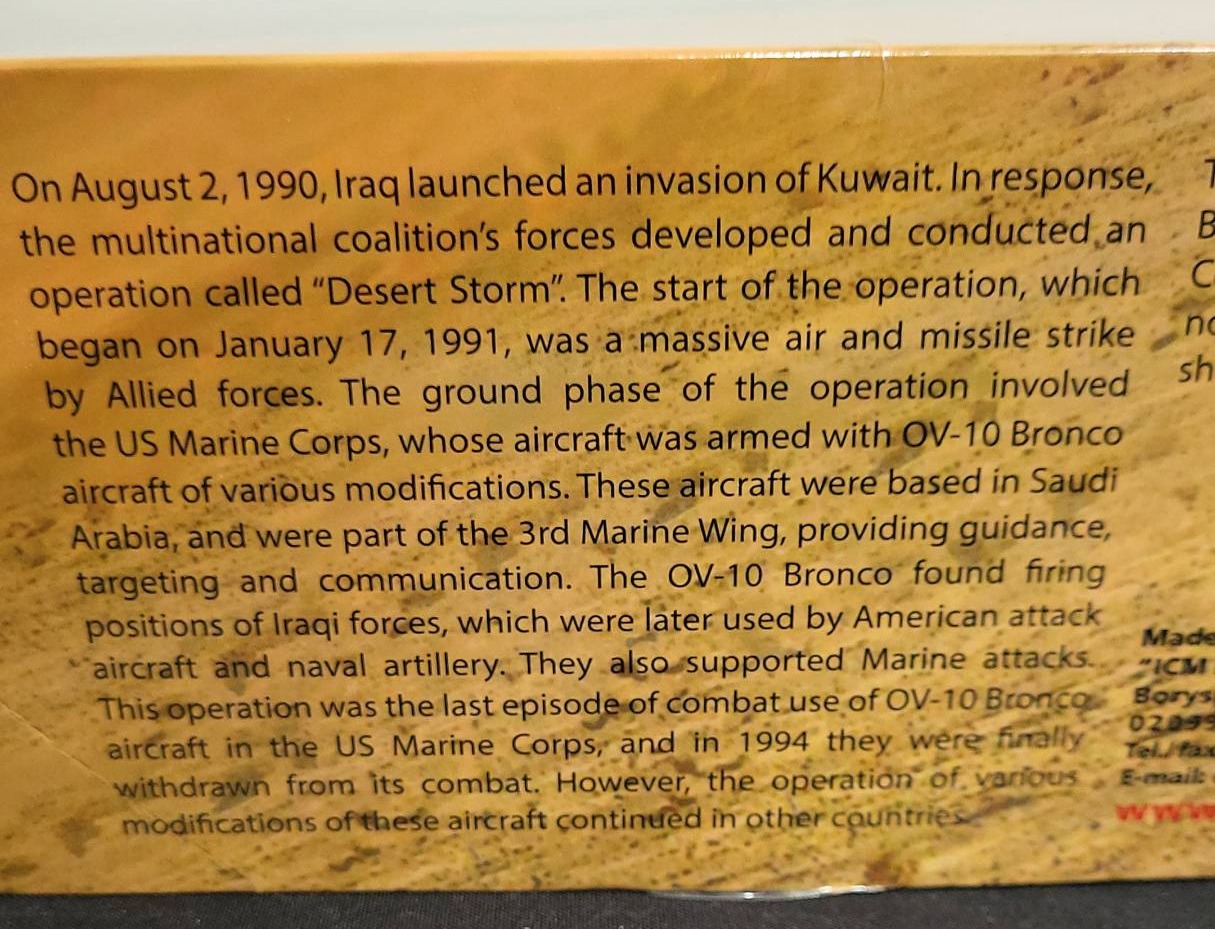 On August 2, 1990, Iraq launched an invasion of Kuwait. In response,
the multinational coalition's forces developed and conducted an
operation called "Desert Storm". The start of the operation, which
began on January 17, 1991, was a massive air and missile strike
by Allied forces. The ground phase of the operation involved
the US Marine Corps, whose aircraft was armed with OV-10 Bronco
aircraft of various modifications. These aircraft were based in Saudi
Arabia, and were part of the 3rd Marine Wing, providing guidance,
targeting and communication. The OV-10 Bronco found firing
positions of Iraqi forces, which were later used by American attack
aircraft and naval artillery. They also supported Marine attacks.
This operation was the last episode of combat use of OV-10 Bronco
aircraft in the US Marine Corps, and in 1994 they were finally
withdrawn from its combat. However, the operation of various
modifications of these aircraft continued in other countries.
Made
"ICM
Tel./fax
E-mail:
www